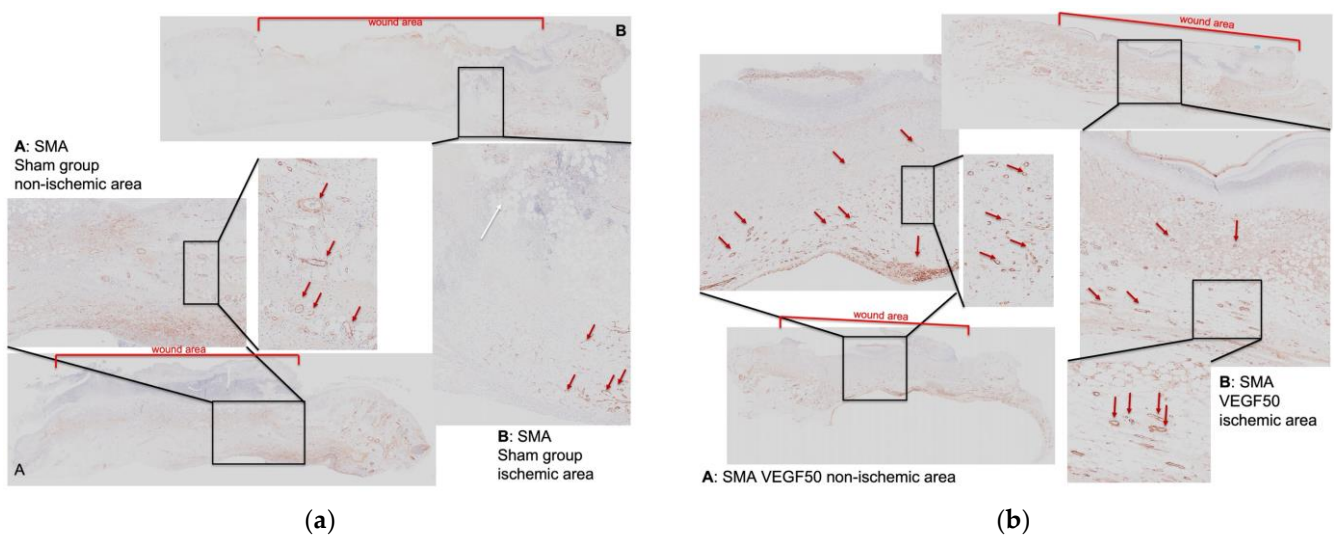 wound area
B
A: SMA
Sham group
non-ischemic area
wound area
A
B: SMA
Sham group
ischemic area
(a)
wound area
wound area
B: SMA
VEGF50
ischemic area
A: SMA VEGF50 non-ischemic area
(b)